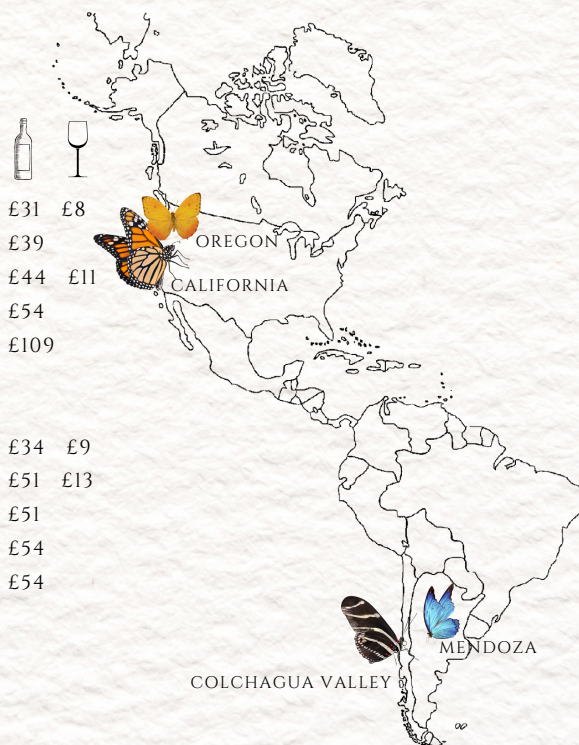 £31 £8
£39
OREGON
£44 £11
CALIFORNIA
£54
£109
£34 £9
£51 £13
£51
£54
£54
MENDOZA
COLCHAGUA VALLEY